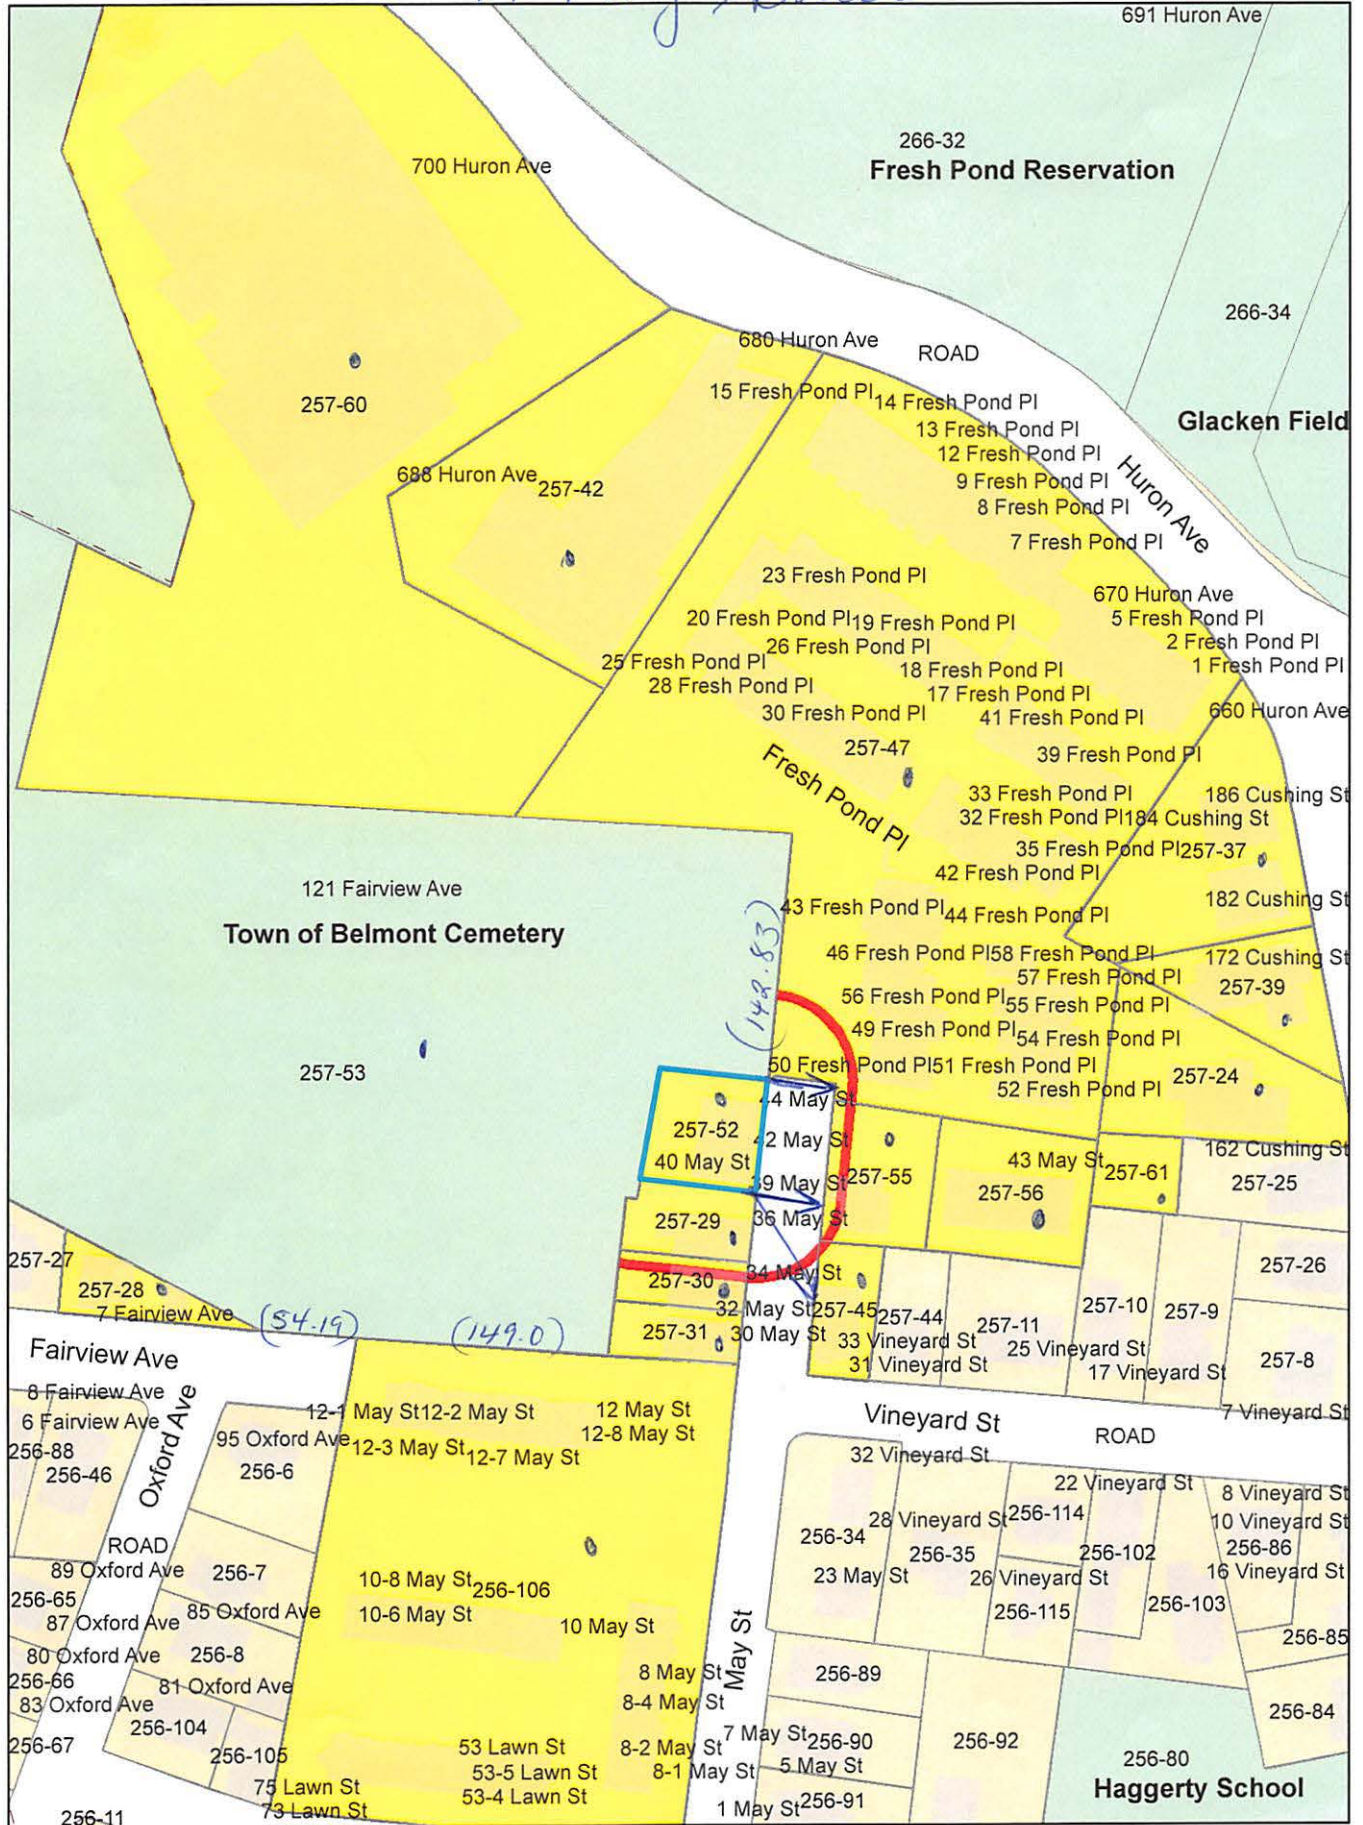 691 Huron Ave
266-32
Fresh Pond Reservation
700 Huron Ave
266-34
680 Huron Ave
ROAD
15 Fresh Pond Pl
14 Fresh Pond Pl
257-60
Glacken Field
13 Fresh Pond Pl
12 Fresh Pond Pl
688 Huron Ave
257-42
9 Fresh Pond Pl
8 Fresh Pond Pl
Huron Ave
7 Fresh Pond Pl
23 Fresh Pond Pl
670 Huron Ave
20 Fresh Pond Pl
19 Fresh Pond Pl
5 Fresh Pond Pl
26 Fresh Pond Pl
2 Fresh Pond Pl
25 Fresh Pond Pl
18 Fresh Pond Pl
1 Fresh Pond Pl
28 Fresh Pond Pl
17 Fresh Pond Pl
30 Fresh Pond Pl
41 Fresh Pond Pl
660 Huron Ave
257-47
39 Fresh Pond Pl
Fresh Pond Pl
33 Fresh Pond Pl
186 Cushing St
32 Fresh Pond Pl
184 Cushing St
35 Fresh Pond Pl
257-37
42 Fresh Pond Pl
121 Fairview Ave
182 Cushing St
43 Fresh Pond Pl
44 Fresh Pond Pl
Town of Belmont Cemetery
(142.83)
46 Fresh Pond Pl
58 Fresh Pond Pl
172 Cushing St
57 Fresh Pond Pl
257-39
56 Fresh Pond Pl
55 Fresh Pond Pl
49 Fresh Pond Pl
54 Fresh Pond Pl
257-53
50 Fresh Pond Pl
51 Fresh Pond Pl
257-24
52 Fresh Pond Pl
44 May St
257-52
42 May St
162 Cushing St
40 May St
43 May St
257-61
39 May St
257-55
257-25
257-56
257-29
36 May St
257-27
257-26
257-28
257-30
34 May St
7 Fairview Ave
(54.19)
(149.0)
32 May St
257-45
257-44
257-11
257-10
257-9
257-31
30 May St
33 Vineyard St
25 Vineyard St
Fairview Ave
31 Vineyard St
17 Vineyard St
257-8
8 Fairview Ave
12-1 May St
12-2 May St
12 May St
Vineyard St
7 Vineyard St
6 Fairview Ave
Oxford Ave
95 Oxford Ave
12-8 May St
ROAD
256-88
12-3 May St
12-7 May St
32 Vineyard St
256-46
256-6
22 Vineyard St
8 Vineyard St
28 Vineyard St
256-114
10 Vineyard St
256-34
ROAD
256-35
256-102
256-86
89 Oxford Ave
256-7
10-8 May St
256-106
23 May St
26 Vineyard St
16 Vineyard St
256-65
85 Oxford Ave
10-6 May St
256-115
256-103
87 Oxford Ave
10 May St
256-85
80 Oxford Ave
256-8
May St
256-66
81 Oxford Ave
8 May St
256-89
83 Oxford Ave
8-4 May St
256-84
256-104
7 May St
256-67
256-105
53 Lawn St
8-2 May St
256-90
256-92
256-80
53-5 Lawn St
8-1 May St
5 May St
75 Lawn St
53-4 Lawn St
Haggerty School
73 Lawn St
1 May St
256-91
256-11